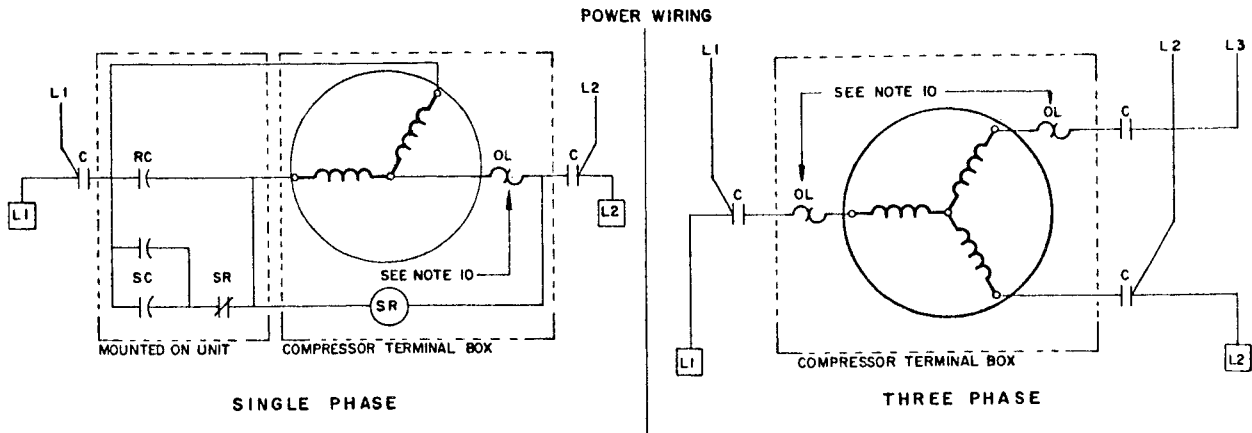 POWER WIRING
L1
C
RC
L1
SC
SR
SR
OL
C
L2
L2
SEE NOTE 10
MOUNTED ON UNIT
COMPRESSOR TERMINAL BOX
SINGLE PHASE
L1
L2
L3
SEE NOTE 10
OL
C
C
OL
C
L1
L2
COMPRESSOR TERMINAL BOX
THREE PHASE